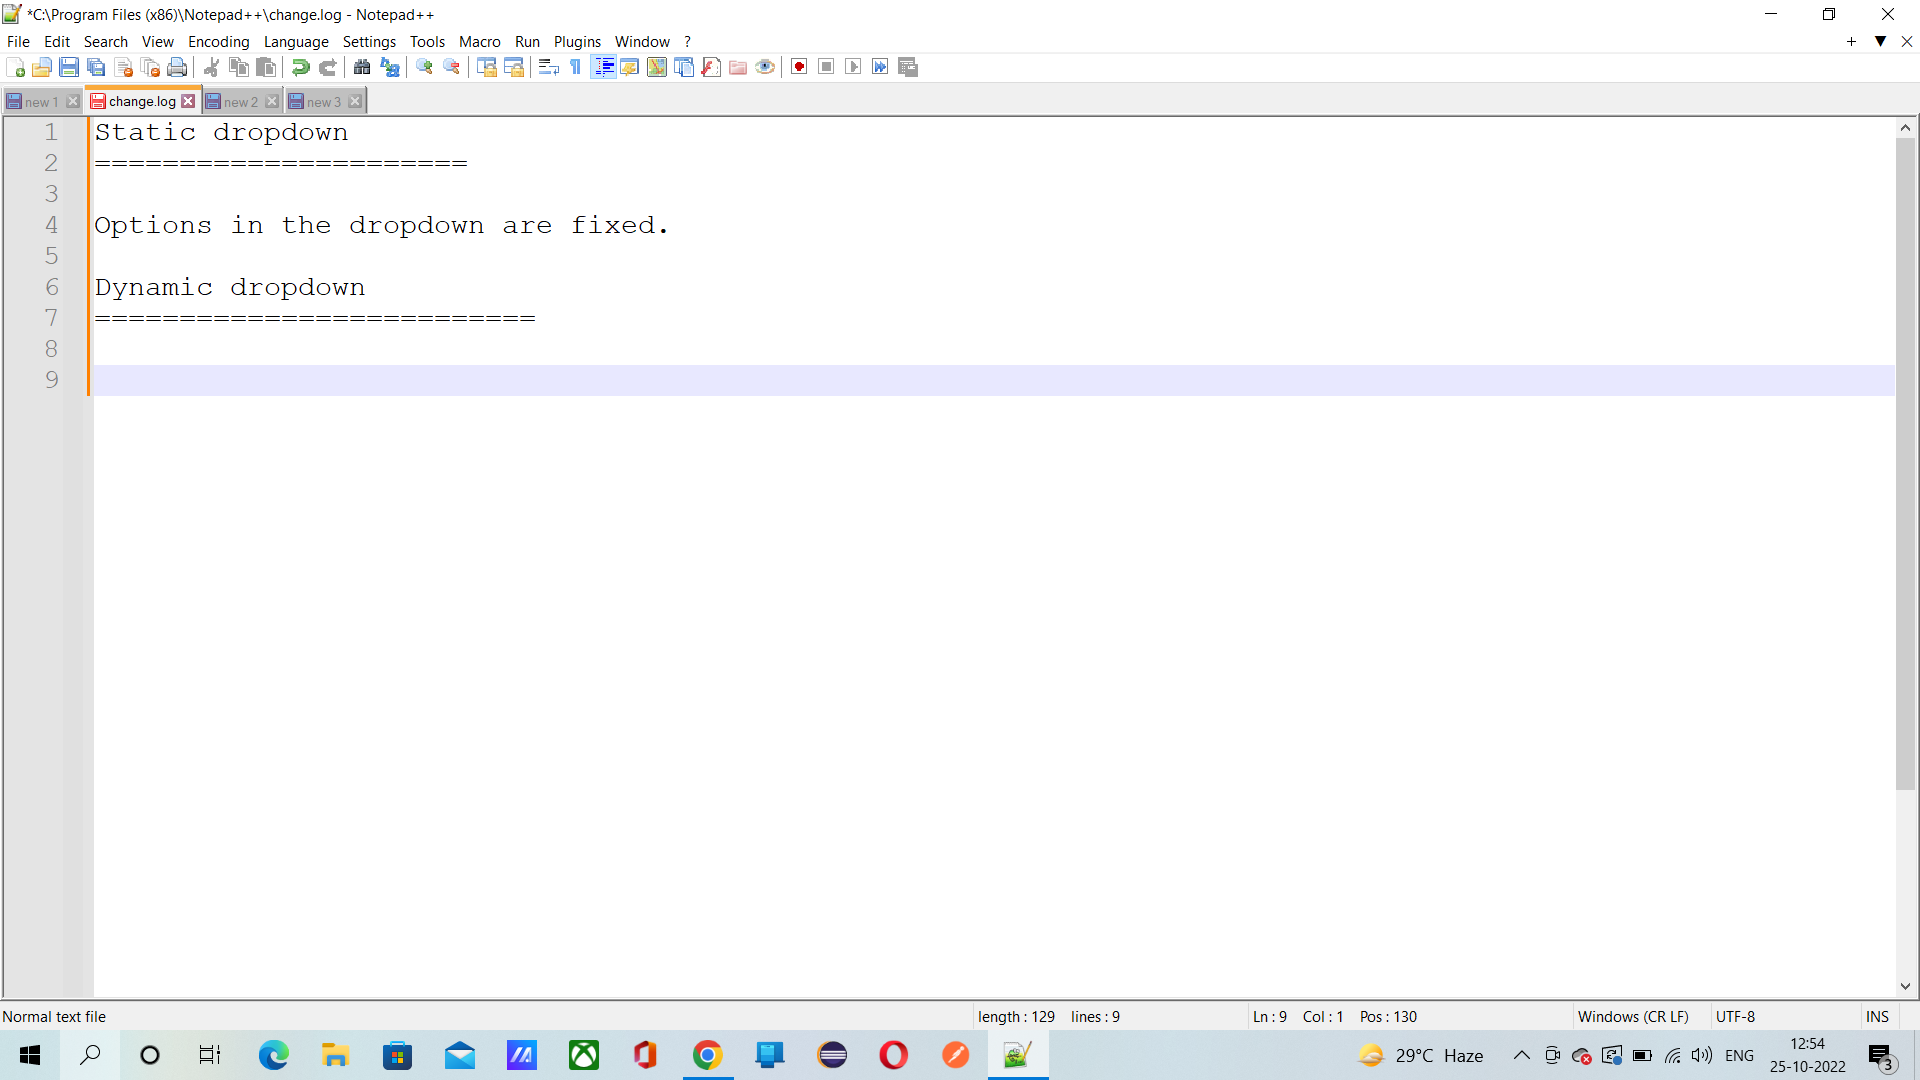 *C:\Program Files (x86)\Notepad++\change.log - Notepad++
File Edit Search View Encoding Language Settings Tools Macro Run Plugins Window ?
new 1 change.log new 2 new 3
1 Static dropdown
2 ======================
3
4 Options in the dropdown are fixed.
5
6 Dynamic dropdown
7 ==========================
8
9
Normal text file length : 129 lines : 9 Ln : 9 Col : 1 Pos : 130 Windows (CR LF) UTF-8 INS
29°C Haze ENG 12:54
25-10-2022 3